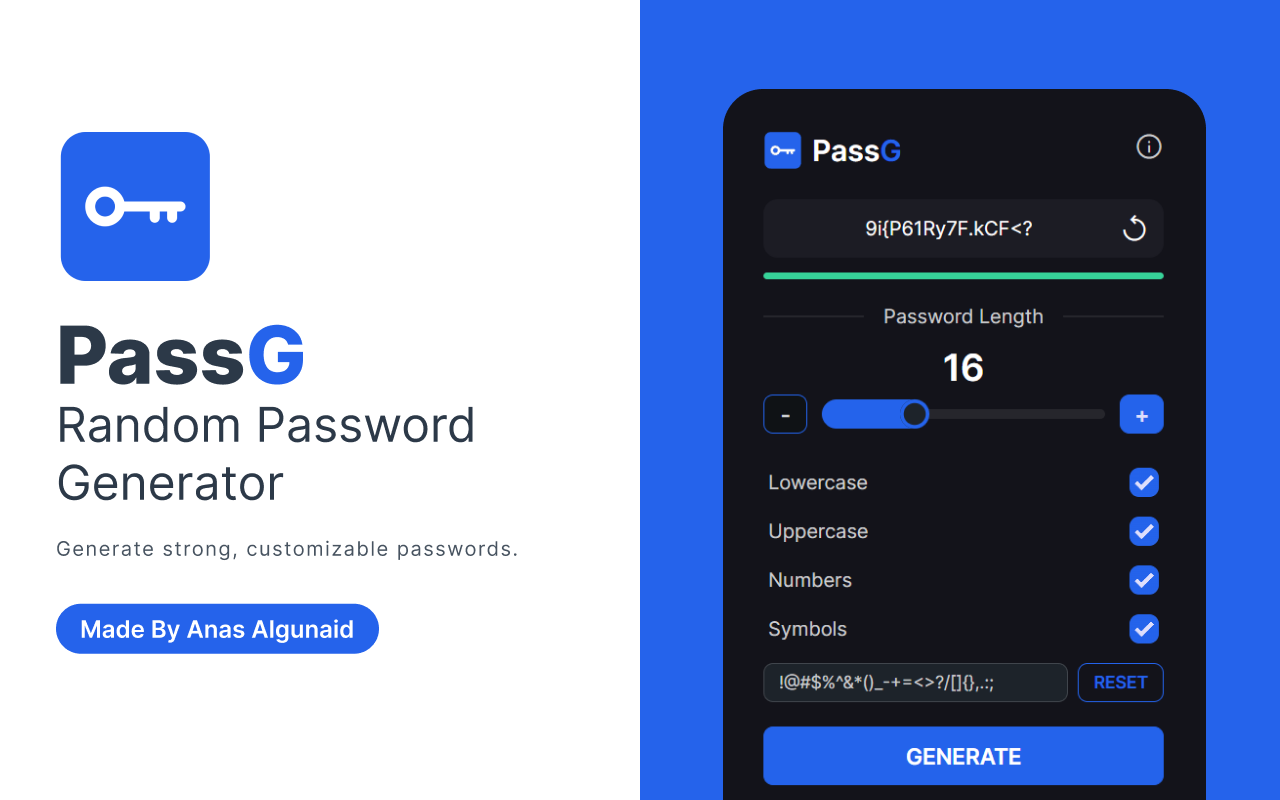 PassG
Random Password
Generator
Generate strong, customizable passwords.
Made By Anas Algunaid
PassG
9i{P61Ry7F.kCF<?
Password Length
16
- +
Lowercase
Uppercase
Numbers
Symbols
!@#$%^&*()_-+=<>?/[]{},.:;
RESET
GENERATE